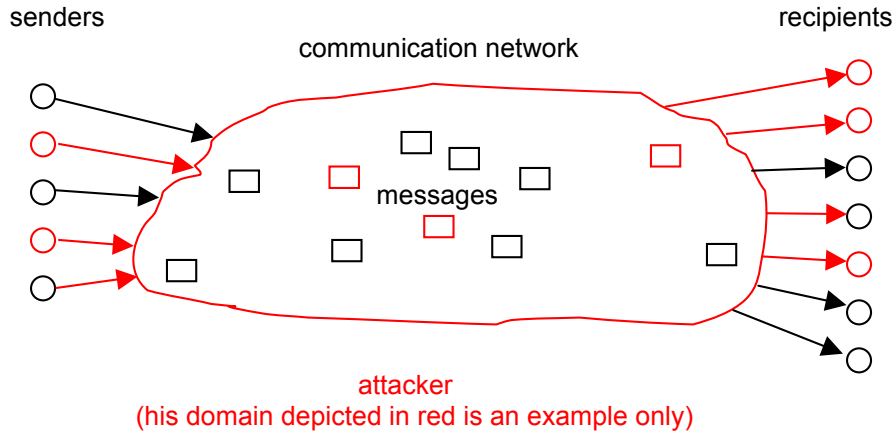 senders
recipients
communication network
messages
attacker
(his domain depicted in red is an example only)